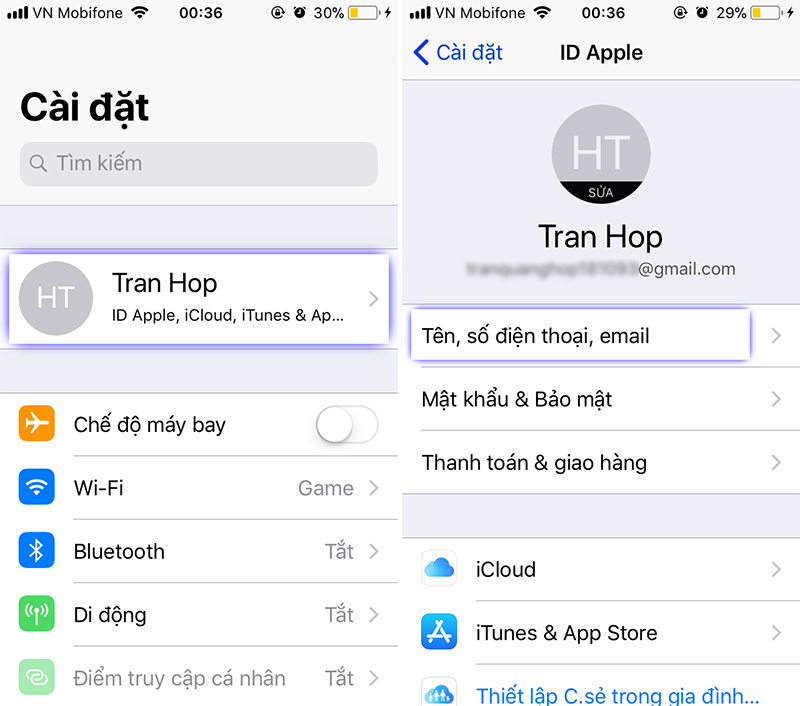 VN Mobifone 00:36 30%
Cài đặt
Tìm kiếm
HT
Tran Hop
ID Apple, iCloud, iTunes & Ap...
Chế độ máy bay
Wi-Fi Game
Bluetooth Tắt
Di động Tắt
Điểm truy cập cá nhân Tắt
VN Mobifone 00:36 29%
Cài đặt ID Apple
HT
SỬA
Tran Hop
@gmail.com
Tên, số điện thoại, email
Mật khẩu & Bảo mật
Thanh toán & giao hàng
iCloud
iTunes & App Store
Thiết lập C.sẻ trong gia đình...